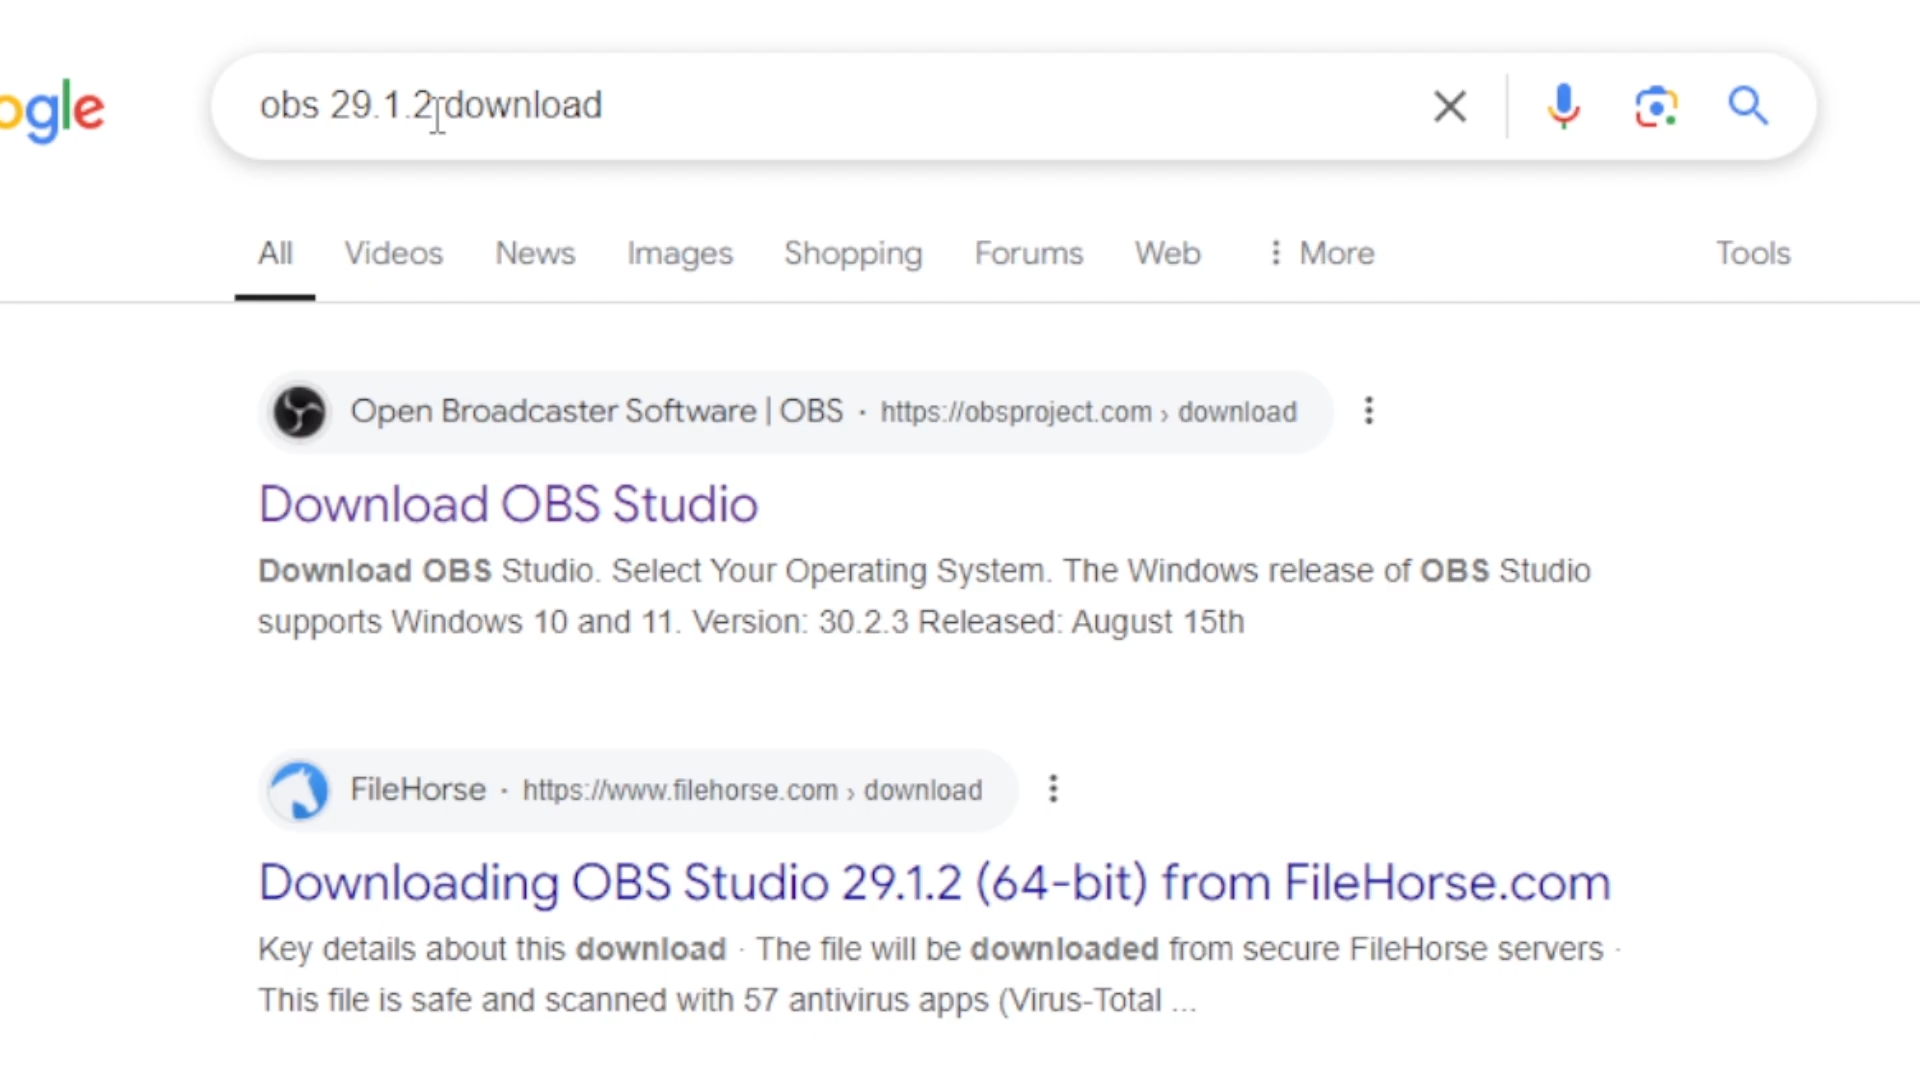 ogle
obs 29.1.2 download
All Videos News Images Shopping Forums Web More Tools
Open Broadcaster Software | OBS · https://obsproject.com › download
Download OBS Studio
Download OBS Studio. Select Your Operating System. The Windows release of OBS Studio
supports Windows 10 and 11. Version: 30.2.3 Released: August 15th
FileHorse · https://www.filehorse.com › download
Downloading OBS Studio 29.1.2 (64-bit) from FileHorse.com
Key details about this download · The file will be downloaded from secure FileHorse servers ·
This file is safe and scanned with 57 antivirus apps (Virus-Total ...